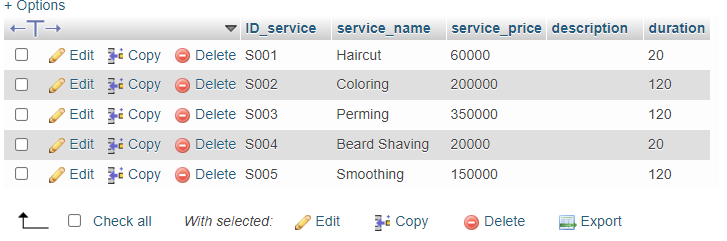 + Options
ID_service service_name service_price description duration
Edit Copy Delete S001 Haircut 60000 20
Edit Copy Delete S002 Coloring 200000 120
Edit Copy Delete S003 Perming 350000 120
Edit Copy Delete S004 Beard Shaving 20000 20
Edit Copy Delete S005 Smoothing 150000 120
Check all With selected: Edit Copy Delete Export